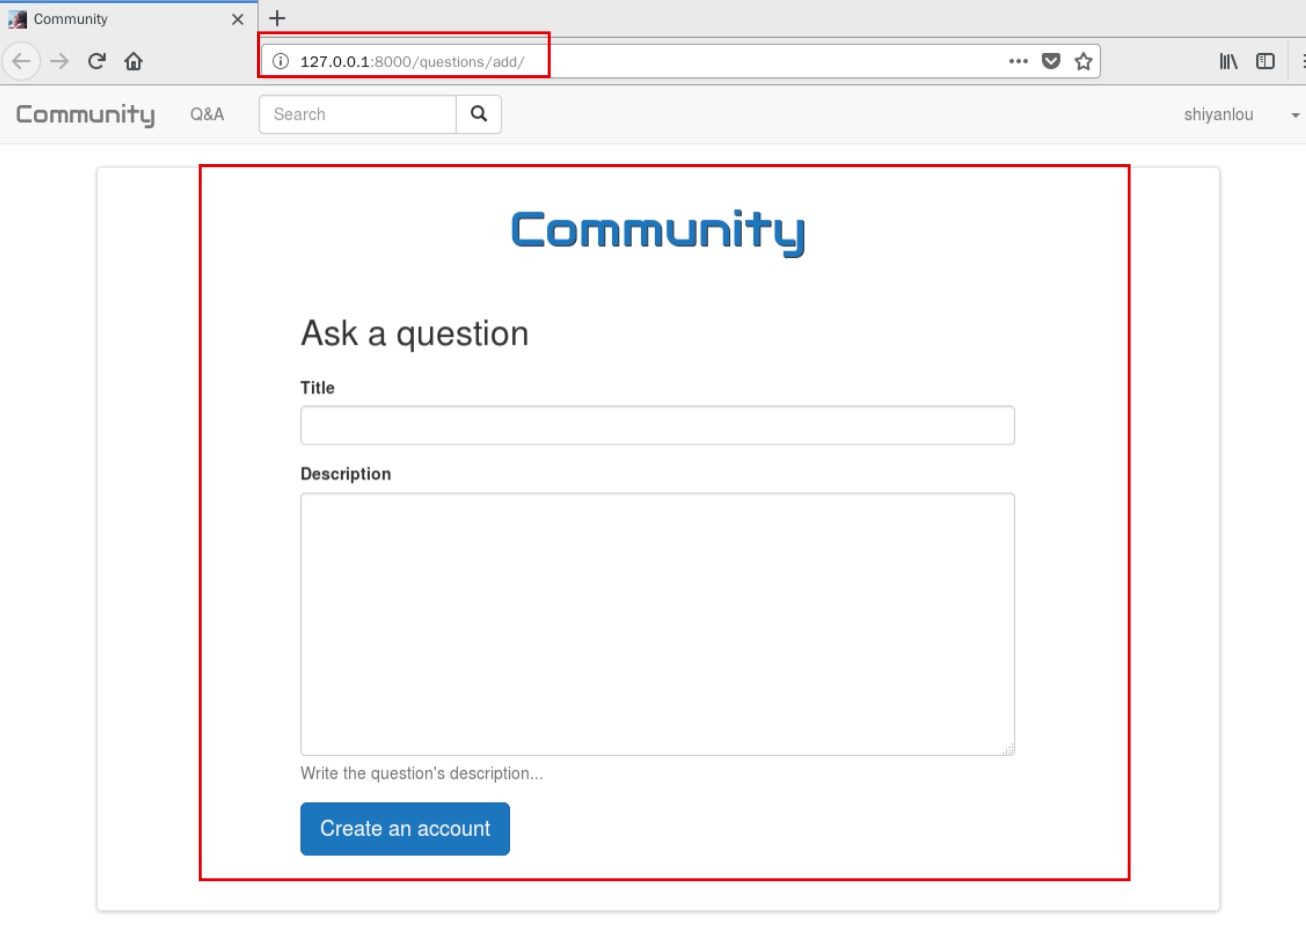 Community
127.0.0.1:8000/questions/add/
Community Q&A Search shiyanlou
Community
Ask a question
Title
Description
Write the question's description...
Create an account